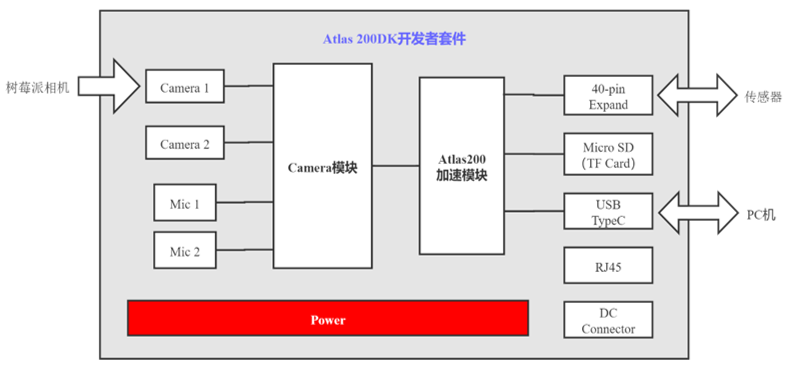 Atlas 200DK开发者套件
树莓派相机
Camera 1
Camera 2
Mic 1
Mic 2
Camera模块
Atlas200
加速模块
40-pin
Expand
Micro SD
(TF Card)
USB
TypeC
RJ45
DC
Connector
传感器
PC机
Power